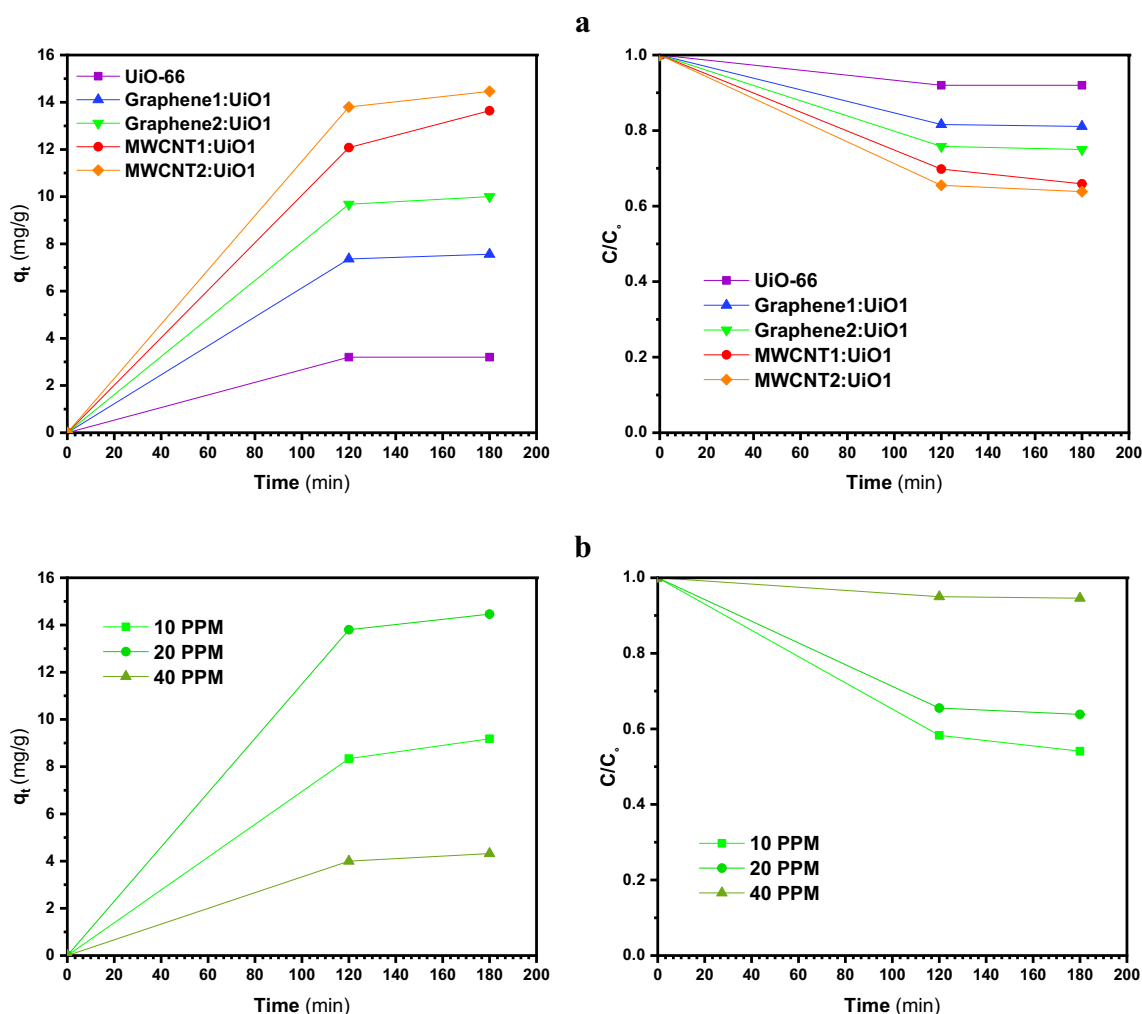 a
16
14
12
10
8
6
4
2
0
qt (mg/g)
UiO-66
Graphene1:UiO1
Graphene2:UiO1
MWCNT1:UiO1
MWCNT2:UiO1
0 20 40 60 80 100 120 140 160 180 200
Time (min)
1.0
0.8
0.6
0.4
0.2
0.0
C/C∘
UiO-66
Graphene1:UiO1
Graphene2:UiO1
MWCNT1:UiO1
MWCNT2:UiO1
0 20 40 60 80 100 120 140 160 180 200
Time (min)
b
16
14
12
10
8
6
4
2
0
qt (mg/g)
10 PPM
20 PPM
40 PPM
0 20 40 60 80 100 120 140 160 180 200
Time (min)
1.0
0.8
0.6
0.4
0.2
0.0
C/C∘
10 PPM
20 PPM
40 PPM
0 20 40 60 80 100 120 140 160 180 200
Time (min)